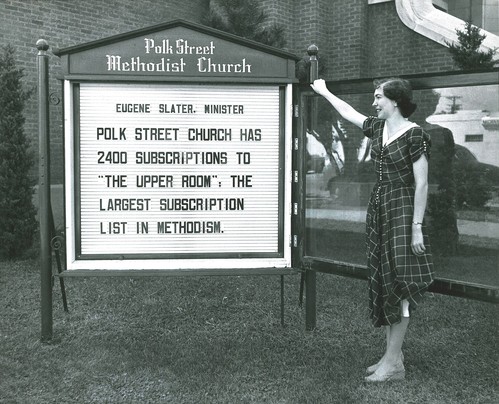 Polk Street
Methodist Church
EUGENE SLATER, MINISTER
POLK STREET CHURCH HAS
2400 SUBSCRIPTIONS TO
"THE UPPER ROOM", THE
LARGEST SUBSCRIPTION
LIST IN METHODISM.